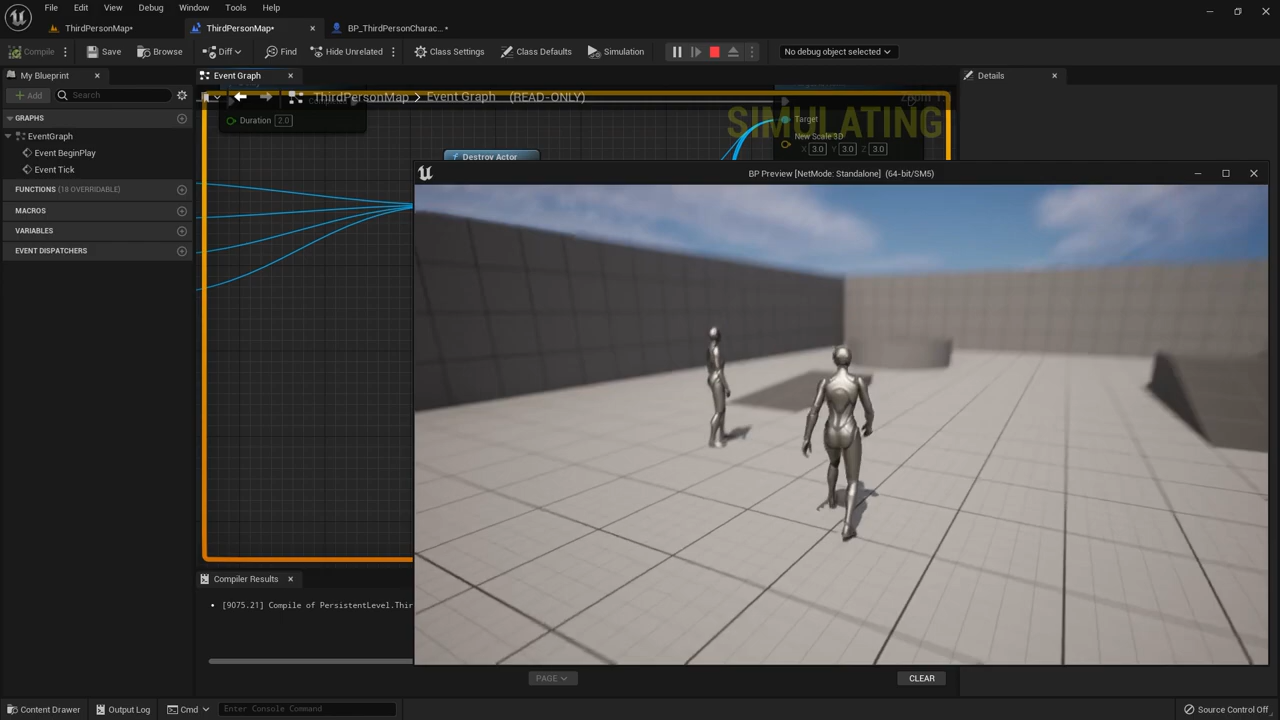 File Edit View Debug Window Tools Help
ThirdPersonMap• ThirdPersonMap• BP_ThirdPersonCharac...•
Compile Save Browse Diff Find Hide Unrelated Class Settings Class Defaults Simulation No debug object selected
My Blueprint Event Graph Details
Add Search ThirdPersonMap > Event Graph (READ-ONLY)
GRAPHS
Duration 2.0
SIMULATING
Target
New Scale 3D
X 3.0 Y 3.0 Z 3.0
EventGraph
Event BeginPlay
Event Tick
FUNCTIONS (18 OVERRIDABLE)
MACROS
VARIABLES
EVENT DISPATCHERS
Destroy Actor
BP Preview [NetMode: Standalone] (64-bit/SM5)
Compiler Results
[9075.21] Compile of PersistentLevel.Thir
PAGE CLEAR
Content Drawer Output Log Cmd Enter Console Command Source Control Off